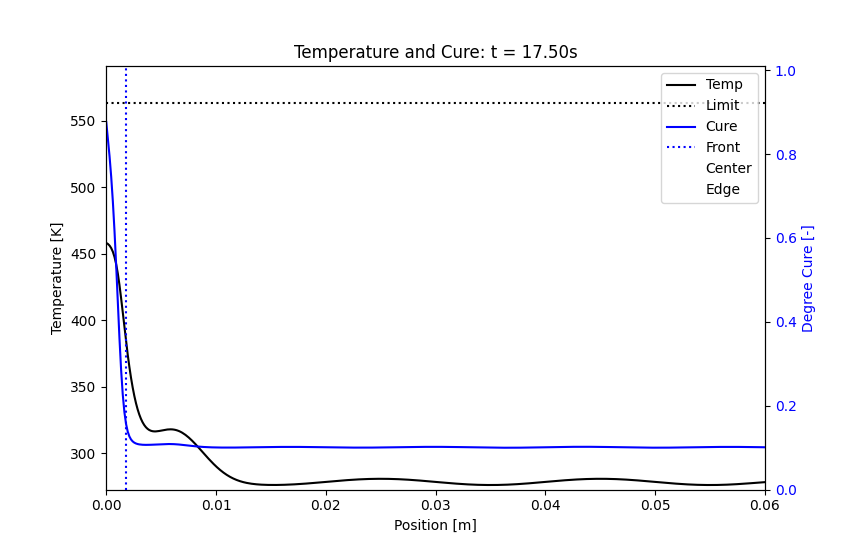 Temperature and Cure: t = 17.50s
Temp
Limit
Cure
Front
Center
Edge
550
500
450
400
350
300
Temperature [K]
1.0
0.8
0.6
0.4
0.2
0.0
Degree Cure [-]
0.00
0.01
0.02
0.03
0.04
0.05
0.06
Position [m]